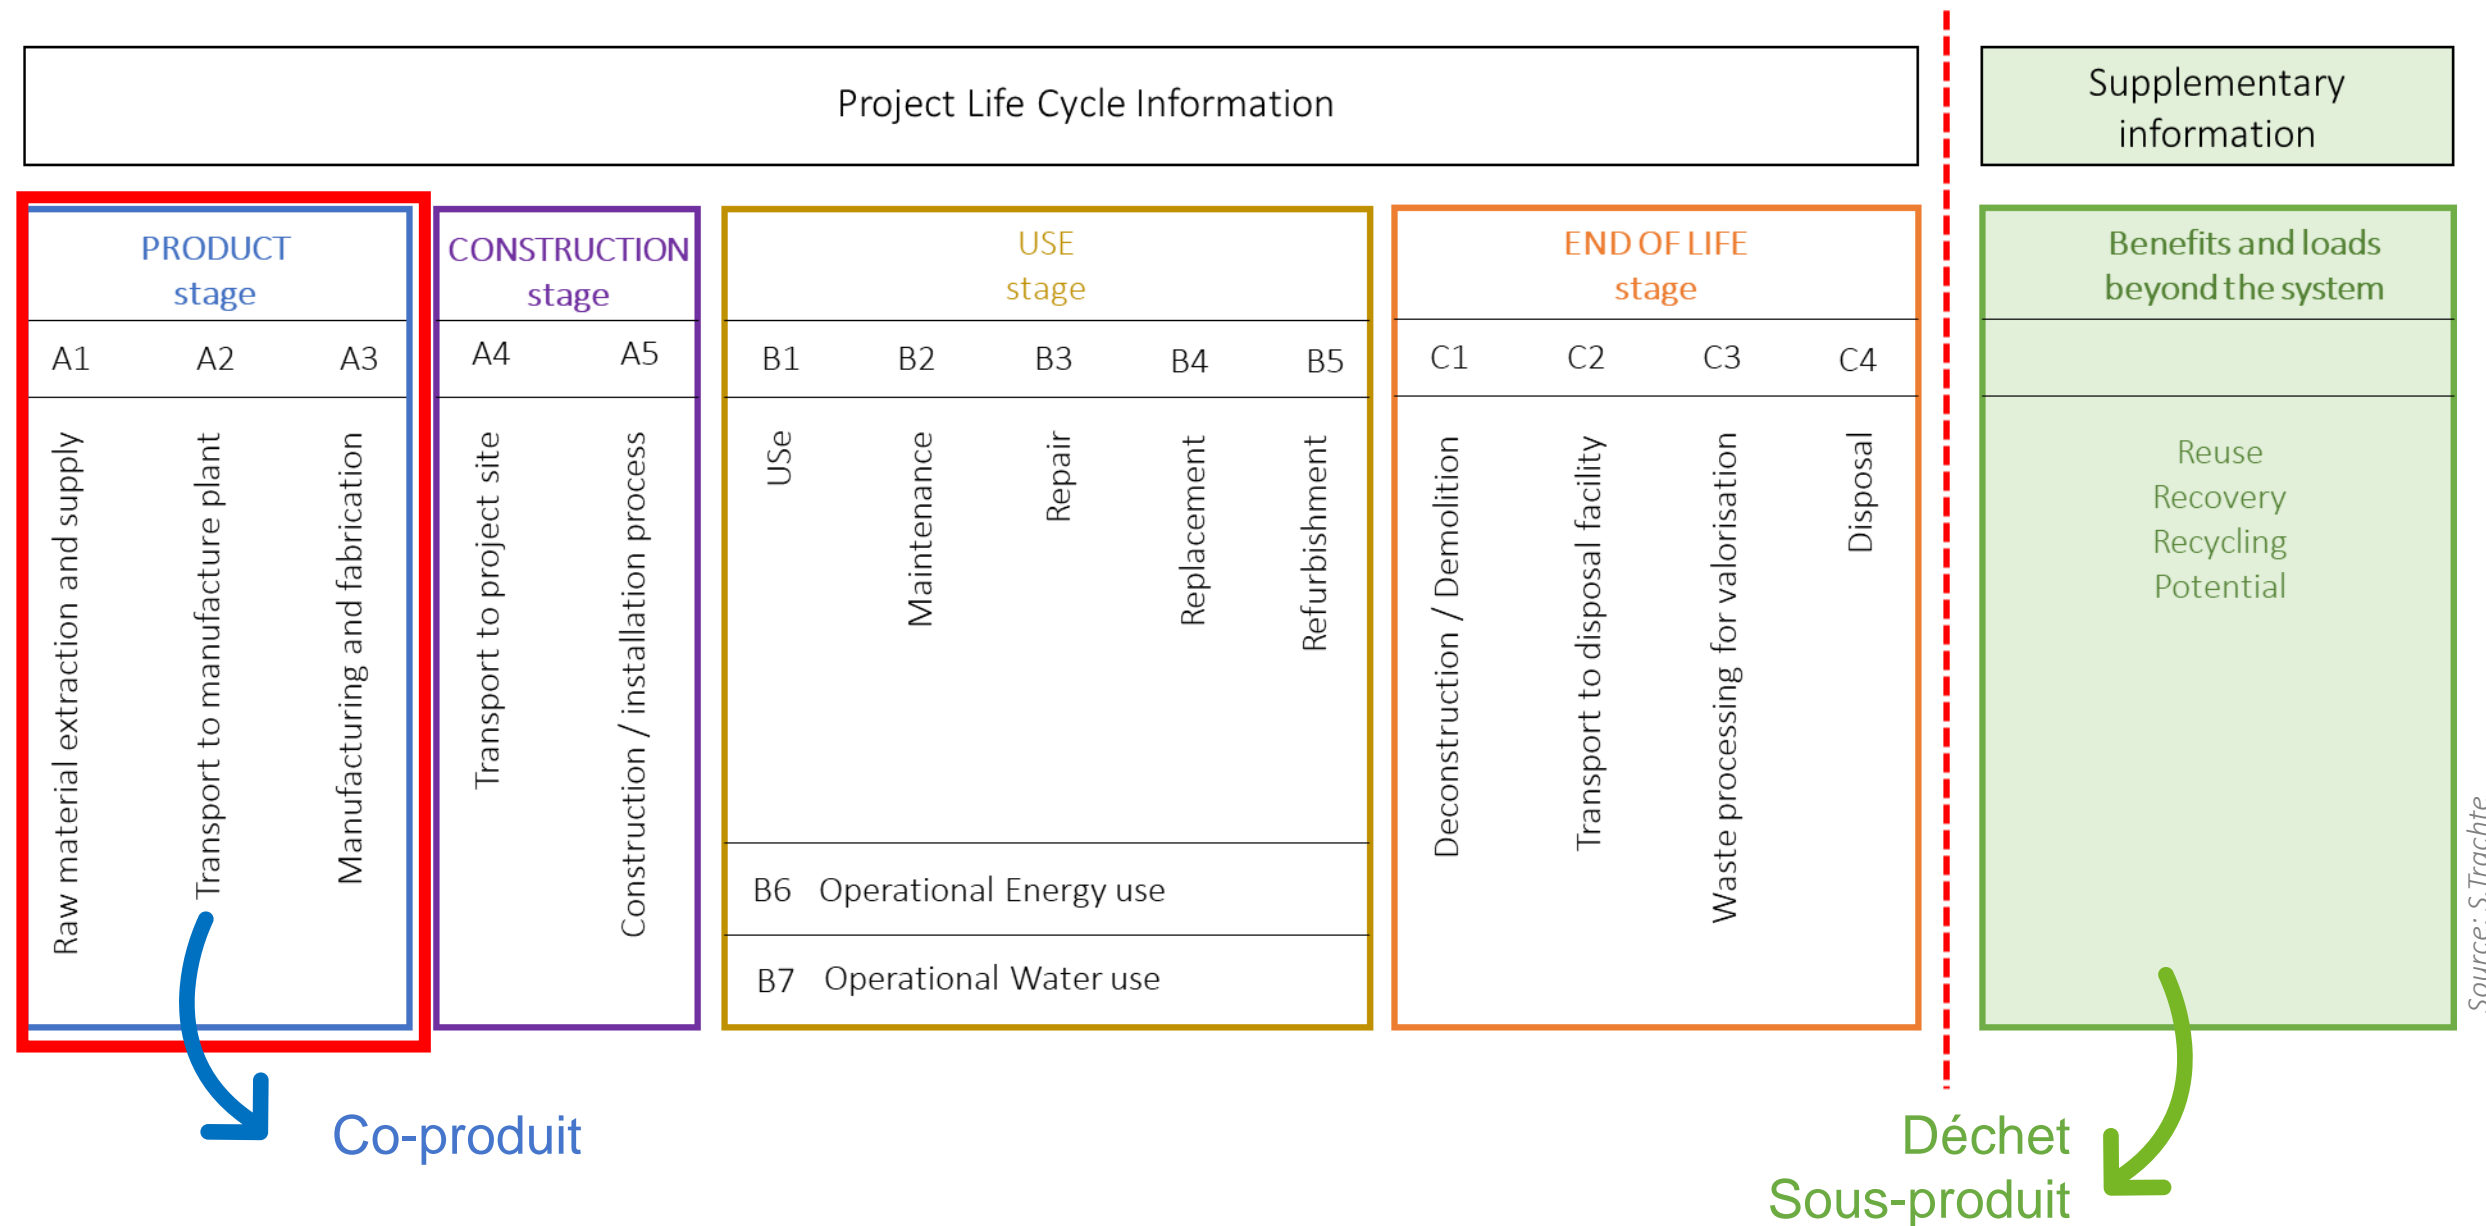 Project Life Cycle Information
Supplementary
information
PRODUCT
stage
A1 A2 A3
Raw material extraction and supply
Transport to manufacture plant
Manufacturing and fabrication
CONSTRUCTION
stage
A4 A5
Transport to project site
Construction / installation process
USE
stage
B1 B2 B3 B4 B5
USe
Maintenance
Repair
Replacement
Refurbishment
B6 Operational Energy use
B7 Operational Water use
END OF LIFE
stage
C1 C2 C3 C4
Deconstruction / Demolition
Transport to disposal facility
Waste processing for valorisation
Disposal
Benefits and loads
beyond the system
Reuse
Recovery
Recycling
Potential
Source: S.Trachte
Co-produit
Déchet
Sous-produit